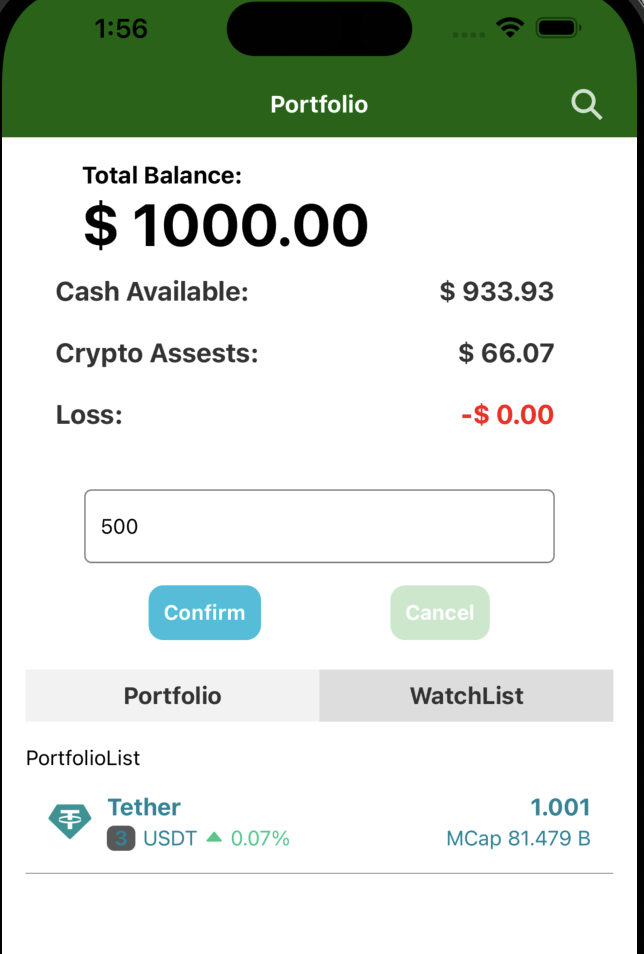 1:56
Portfolio
Total Balance:
$ 1000.00
Cash Available: $ 933.93
Crypto Assests: $ 66.07
Loss: -$ 0.00
500
Confirm Cancel
Portfolio WatchList
PortfolioList
Tether 1.001
3 USDT 0.07% MCap 81.479 B